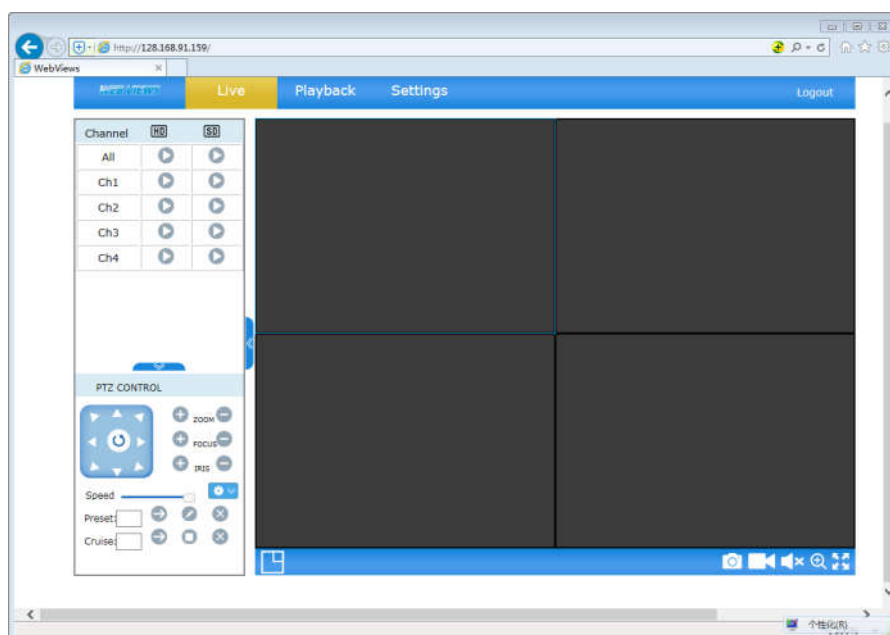 http://128.168.91.159/
WebViews
Live Playback Settings Logout
Channel HD SD
All
Ch1
Ch2
Ch3
Ch4
PTZ CONTROL
ZOOM
FOCUS
IRIS
Speed
Preset:
Cruise:
个性化(R)